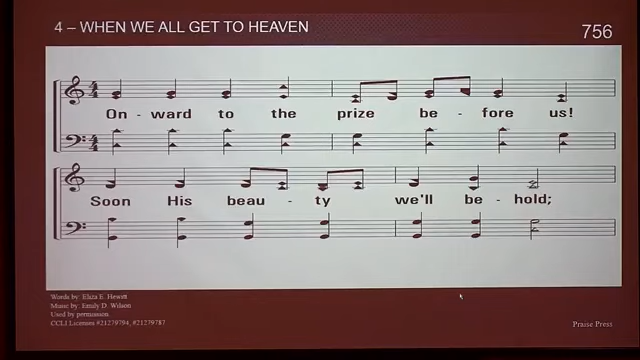 4 – WHEN WE ALL GET TO HEAVEN
756
On - ward to the prize be - fore us!
Soon His beau - ty we'll be - hold;
Words by: Eliza E. Hewitt
Music by: Emily D. Wilson
Used by permission
CCLI Licenses #21279794, #21279787
Praise Press